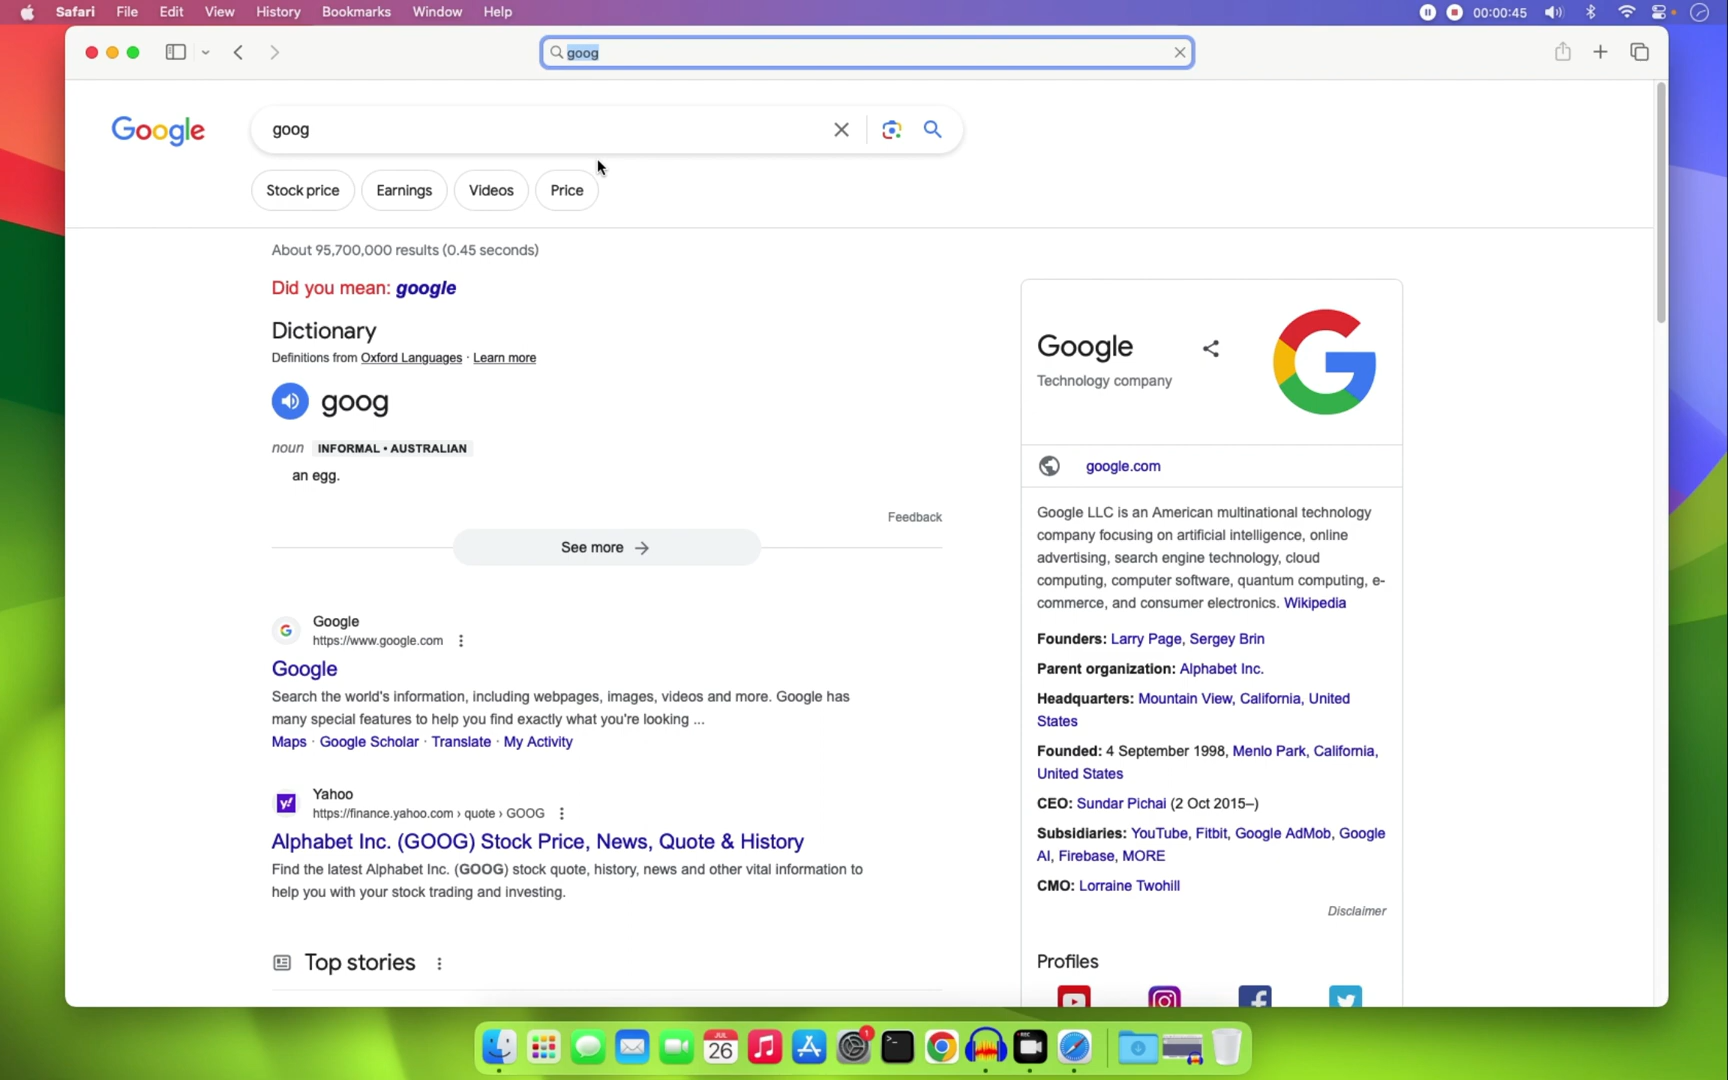 Safari File Edit View History Bookmarks Window Help 00:00:45
goog
Google goog
Stock price Earnings Videos Price
About 95,700,000 results (0.45 seconds)
Did you mean: google
Dictionary
Definitions from Oxford Languages · Learn more
goog
noun INFORMAL • AUSTRALIAN
an egg.
Feedback
See more →
Google
https://www.google.com
Google
Search the world's information, including webpages, images, videos and more. Google has
many special features to help you find exactly what you're looking ...
Maps · Google Scholar · Translate · My Activity
Yahoo
https://finance.yahoo.com › quote › GOOG
Alphabet Inc. (GOOG) Stock Price, News, Quote & History
Find the latest Alphabet Inc. (GOOG) stock quote, history, news and other vital information to
help you with your stock trading and investing.
Top stories
Google
Technology company
G
google.com
Google LLC is an American multinational technology
company focusing on artificial intelligence, online
advertising, search engine technology, cloud
computing, computer software, quantum computing, e-
commerce, and consumer electronics. Wikipedia
Founders: Larry Page, Sergey Brin
Parent organization: Alphabet Inc.
Headquarters: Mountain View, California, United
States
Founded: 4 September 1998, Menlo Park, California,
United States
CEO: Sundar Pichai (2 Oct 2015–)
Subsidiaries: YouTube, Fitbit, Google AdMob, Google
AI, Firebase, MORE
CMO: Lorraine Twohill
Disclaimer
Profiles
JUL
26
1
REC